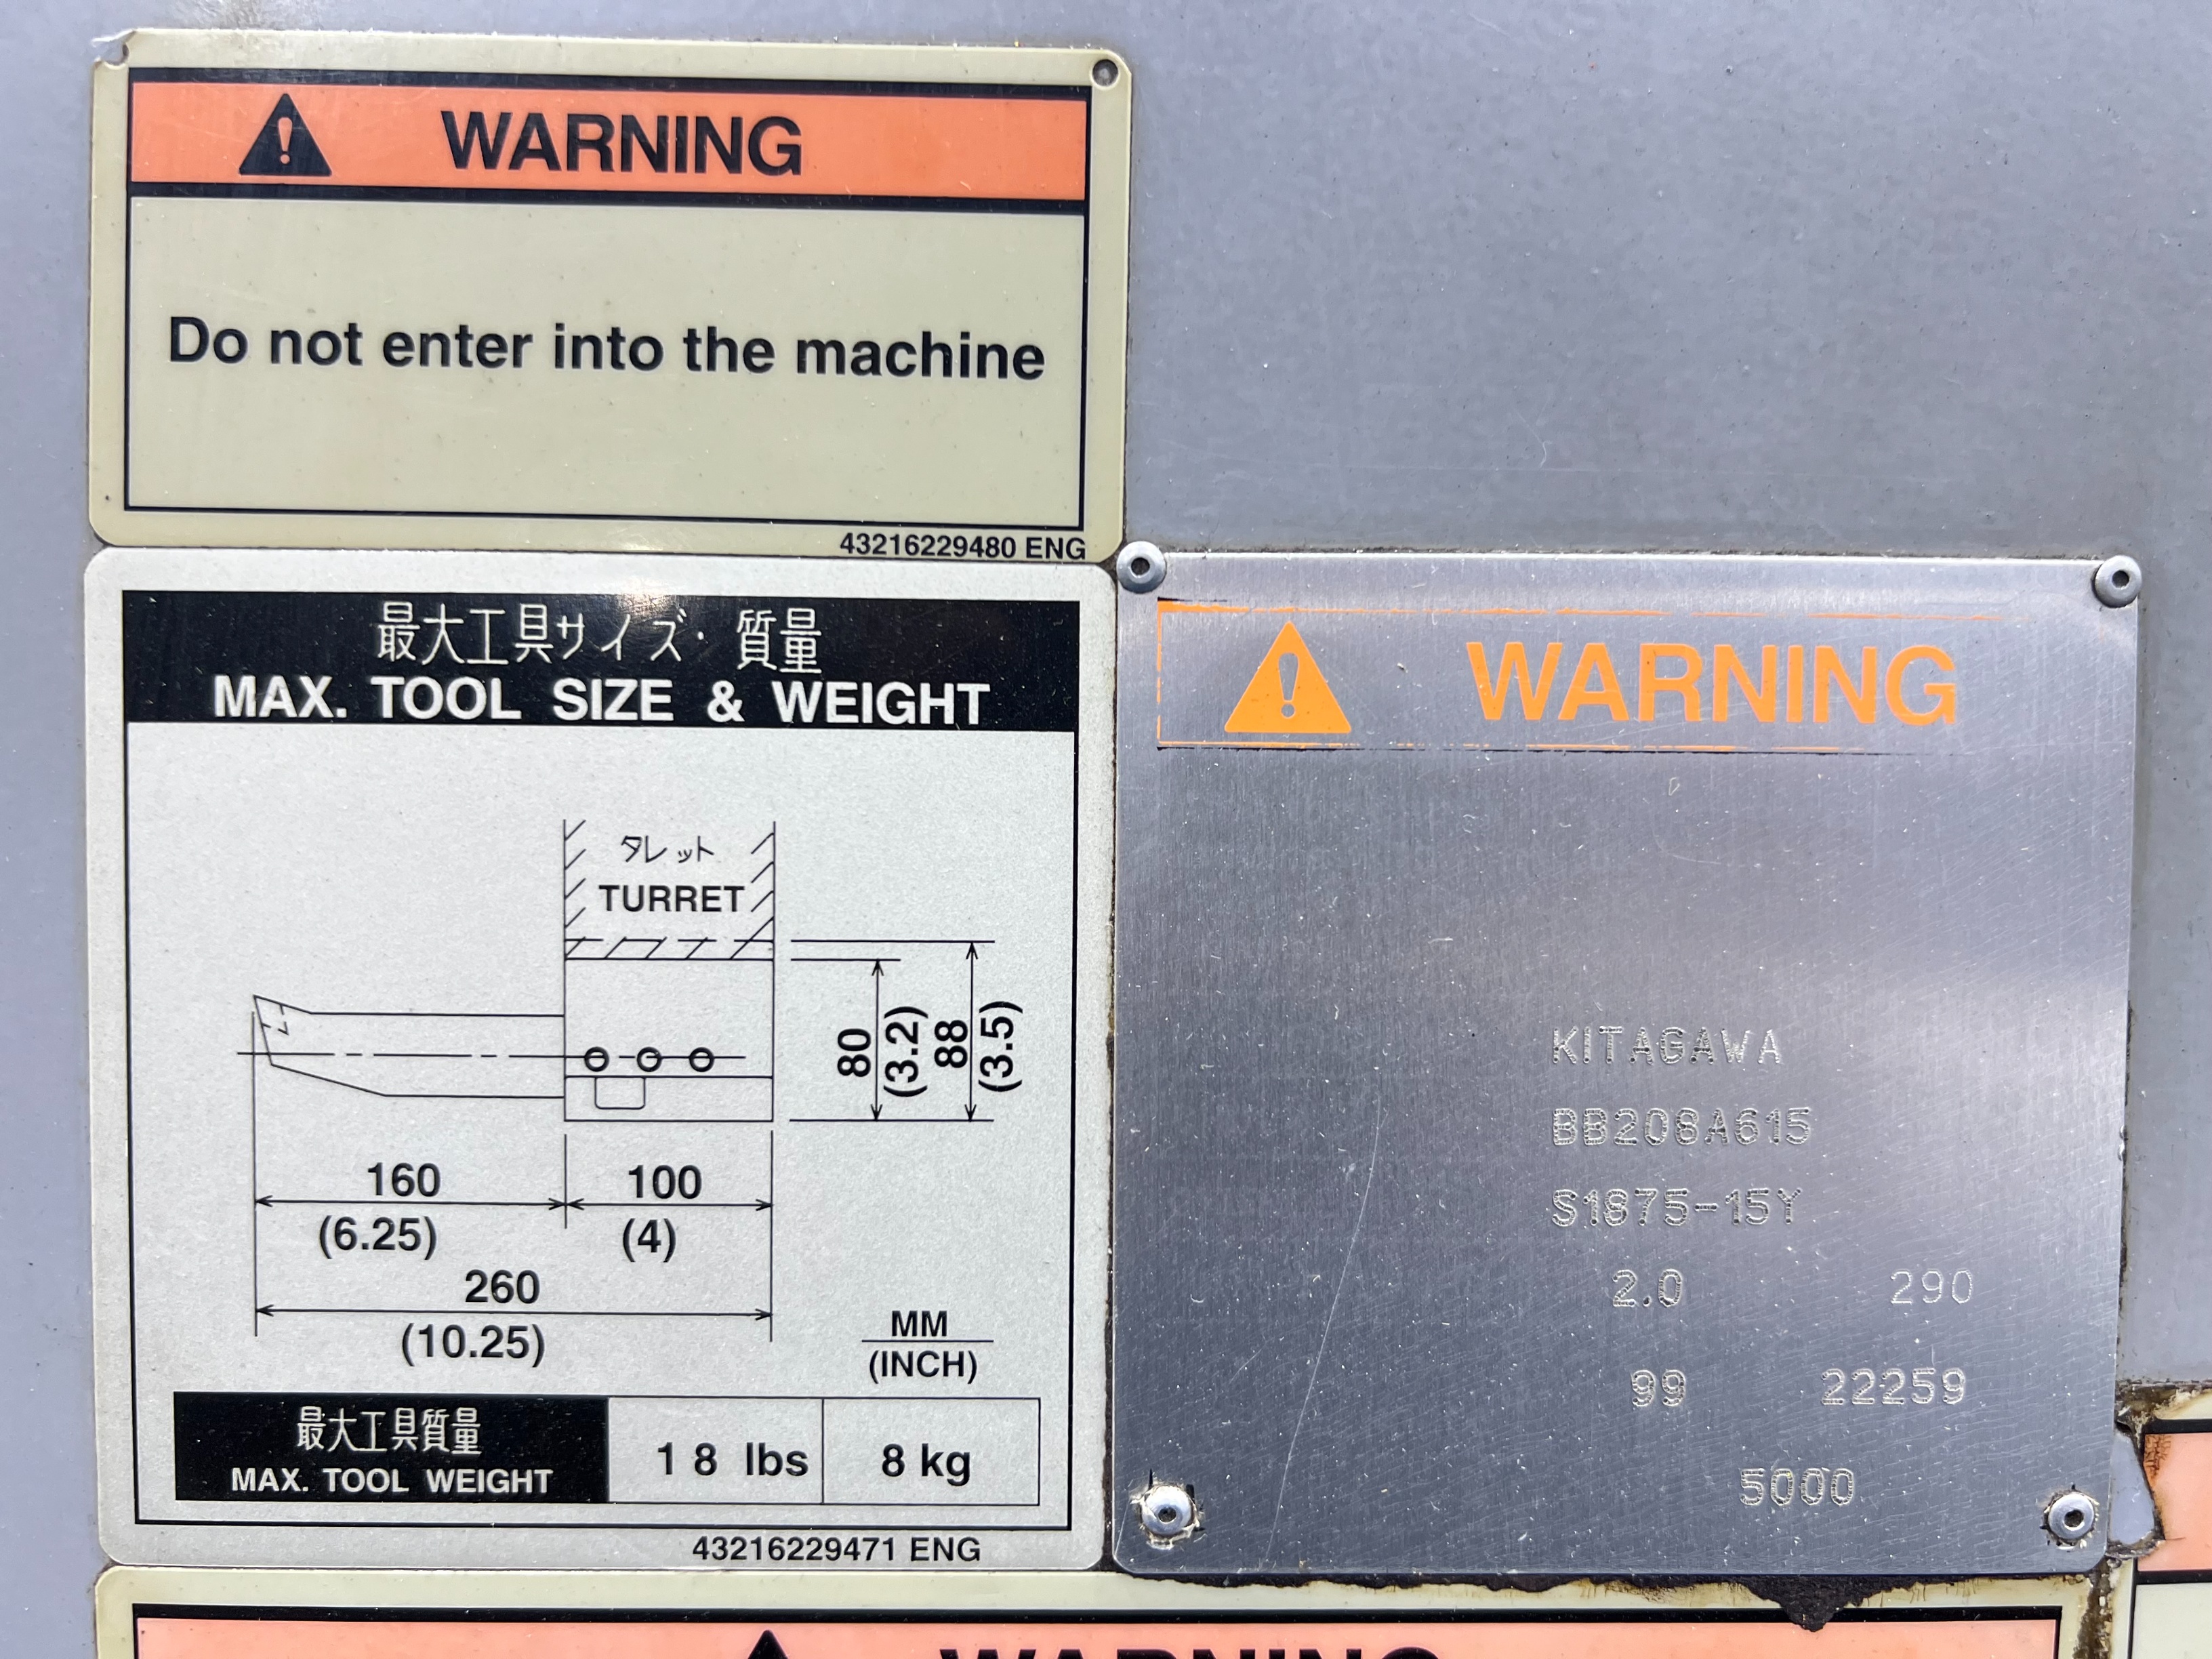 WARNING
Do not enter into the machine
43216229480 ENG
最大工具サイズ・質量
MAX. TOOL SIZE & WEIGHT
タレット
TURRET
80
(3.2)
88
(3.5)
160
(6.25)
100
(4)
260
(10.25)
MM
(INCH)
最大工具質量
MAX. TOOL WEIGHT
18 lbs
8 kg
43216229471 ENG
WARNING
KITAGAWA
BB208A615
S1875-15Y
2.0 290
99 22259
5000
WARNING